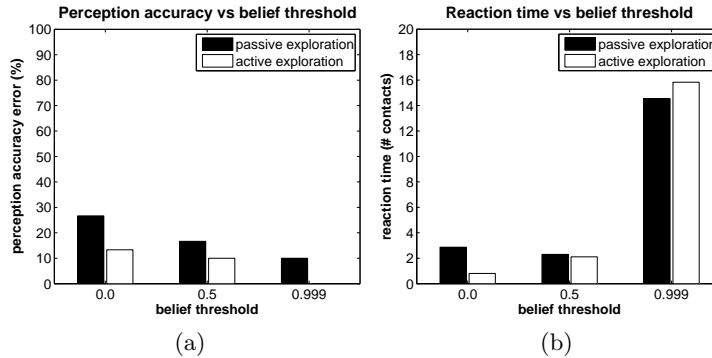 Perception accuracy vs belief threshold
passive exploration
active exploration
perception accuracy error (%)
100
90
80
70
60
50
40
30
20
10
0
0.0 0.5 0.999
belief threshold
(a)
Reaction time vs belief threshold
passive exploration
active exploration
reaction time (# contacts)
20
18
16
14
12
10
8
6
4
2
0
0.0 0.5 0.999
belief threshold
(b)